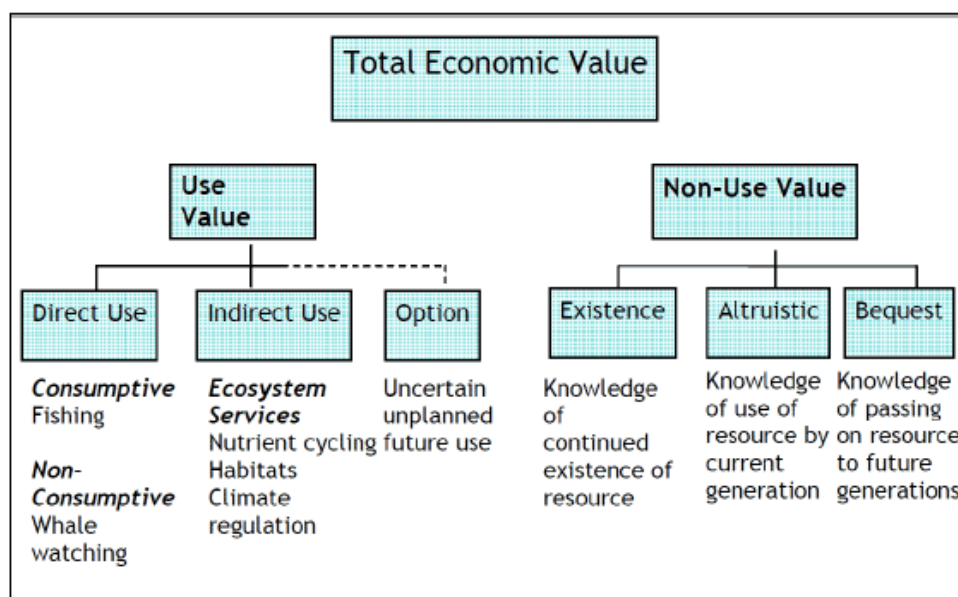 Total Economic Value
Use
Value
Non-Use Value
Direct Use
Indirect Use
Option
Existence
Altruistic
Bequest
Consumptive
Fishing
Non-
Consumptive
Whale
watching
Ecosystem
Services
Nutrient cycling
Habitats
Climate
regulation
Uncertain
unplanned
future use
Knowledge
of
continued
existence of
resource
Knowledge
of use of
resource by
current
generation
Knowledge
of passing
on resource
to future
generations